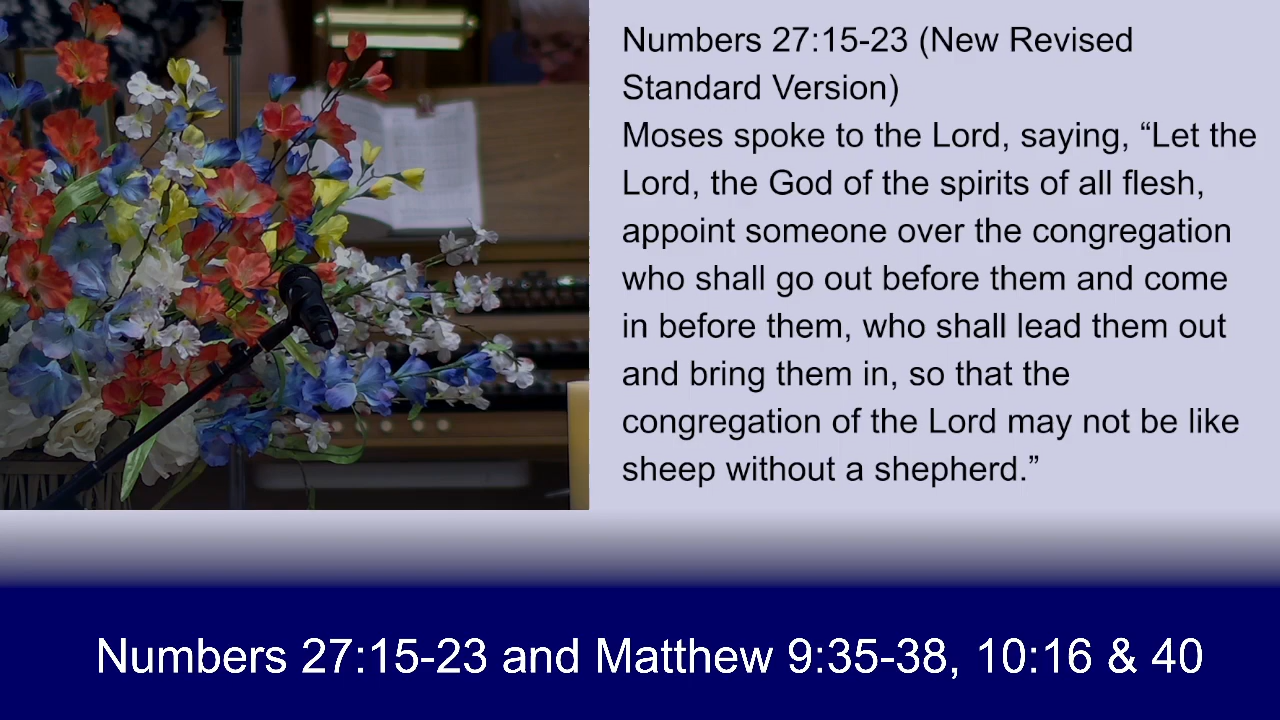 Numbers 27:15-23 (New Revised
Standard Version)
Moses spoke to the Lord, saying, “Let the
Lord, the God of the spirits of all flesh,
appoint someone over the congregation
who shall go out before them and come
in before them, who shall lead them out
and bring them in, so that the
congregation of the Lord may not be like
sheep without a shepherd.”
Numbers 27:15-23 and Matthew 9:35-38, 10:16 & 40